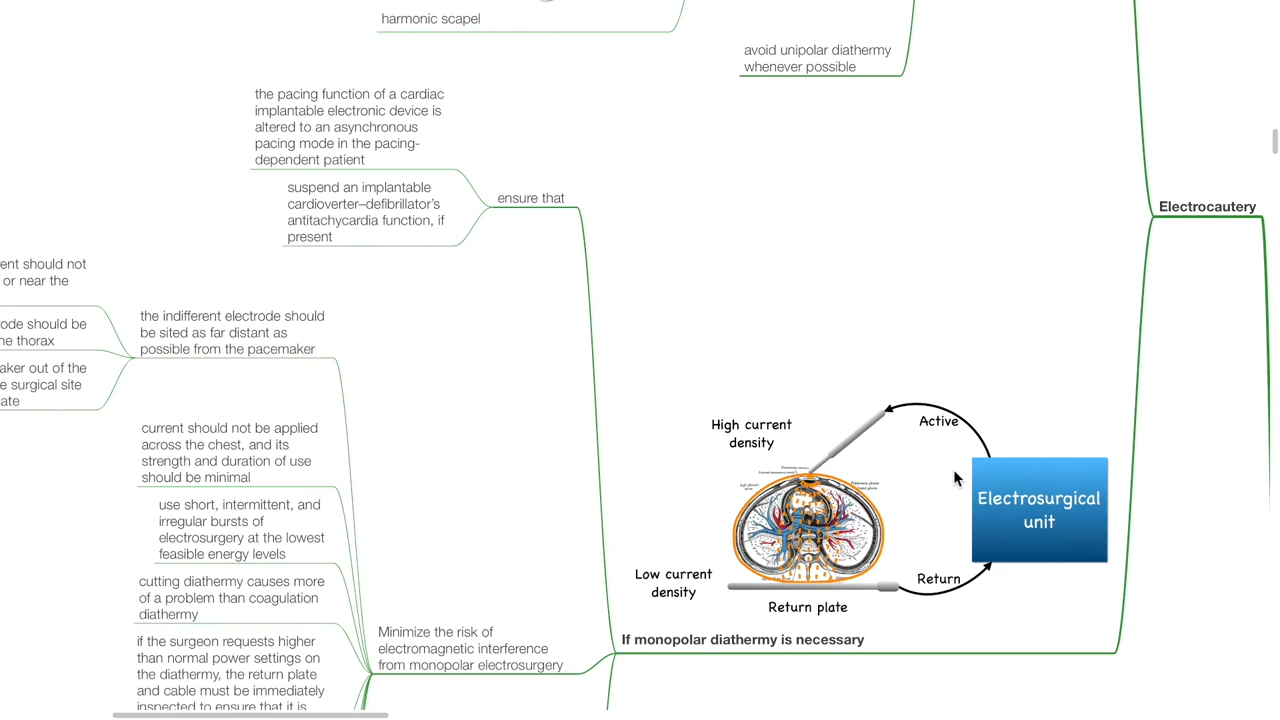 harmonic scapel
avoid unipolar diathermy
whenever possible
the pacing function of a cardiac
implantable electronic device is
altered to an asynchronous
pacing mode in the pacing-
dependent patient
suspend an implantable
cardioverter–defibrillator's
antitachycardia function, if
present
ensure that
Electrocautery
ent should not
or near the
ode should be
he thorax
aker out of the
e surgical site
ate
the indifferent electrode should
be sited as far distant as
possible from the pacemaker
current should not be applied
across the chest, and its
strength and duration of use
should be minimal
use short, intermittent, and
irregular bursts of
electrosurgery at the lowest
feasible energy levels
cutting diathermy causes more
of a problem than coagulation
diathermy
if the surgeon requests higher
than normal power settings on
the diathermy, the return plate
and cable must be immediately
inspected to ensure that it is
Minimize the risk of
electromagnetic interference
from monopolar electrosurgery
High current
density
Active
Electrosurgical
unit
Low current
density
Return
Return plate
If monopolar diathermy is necessary